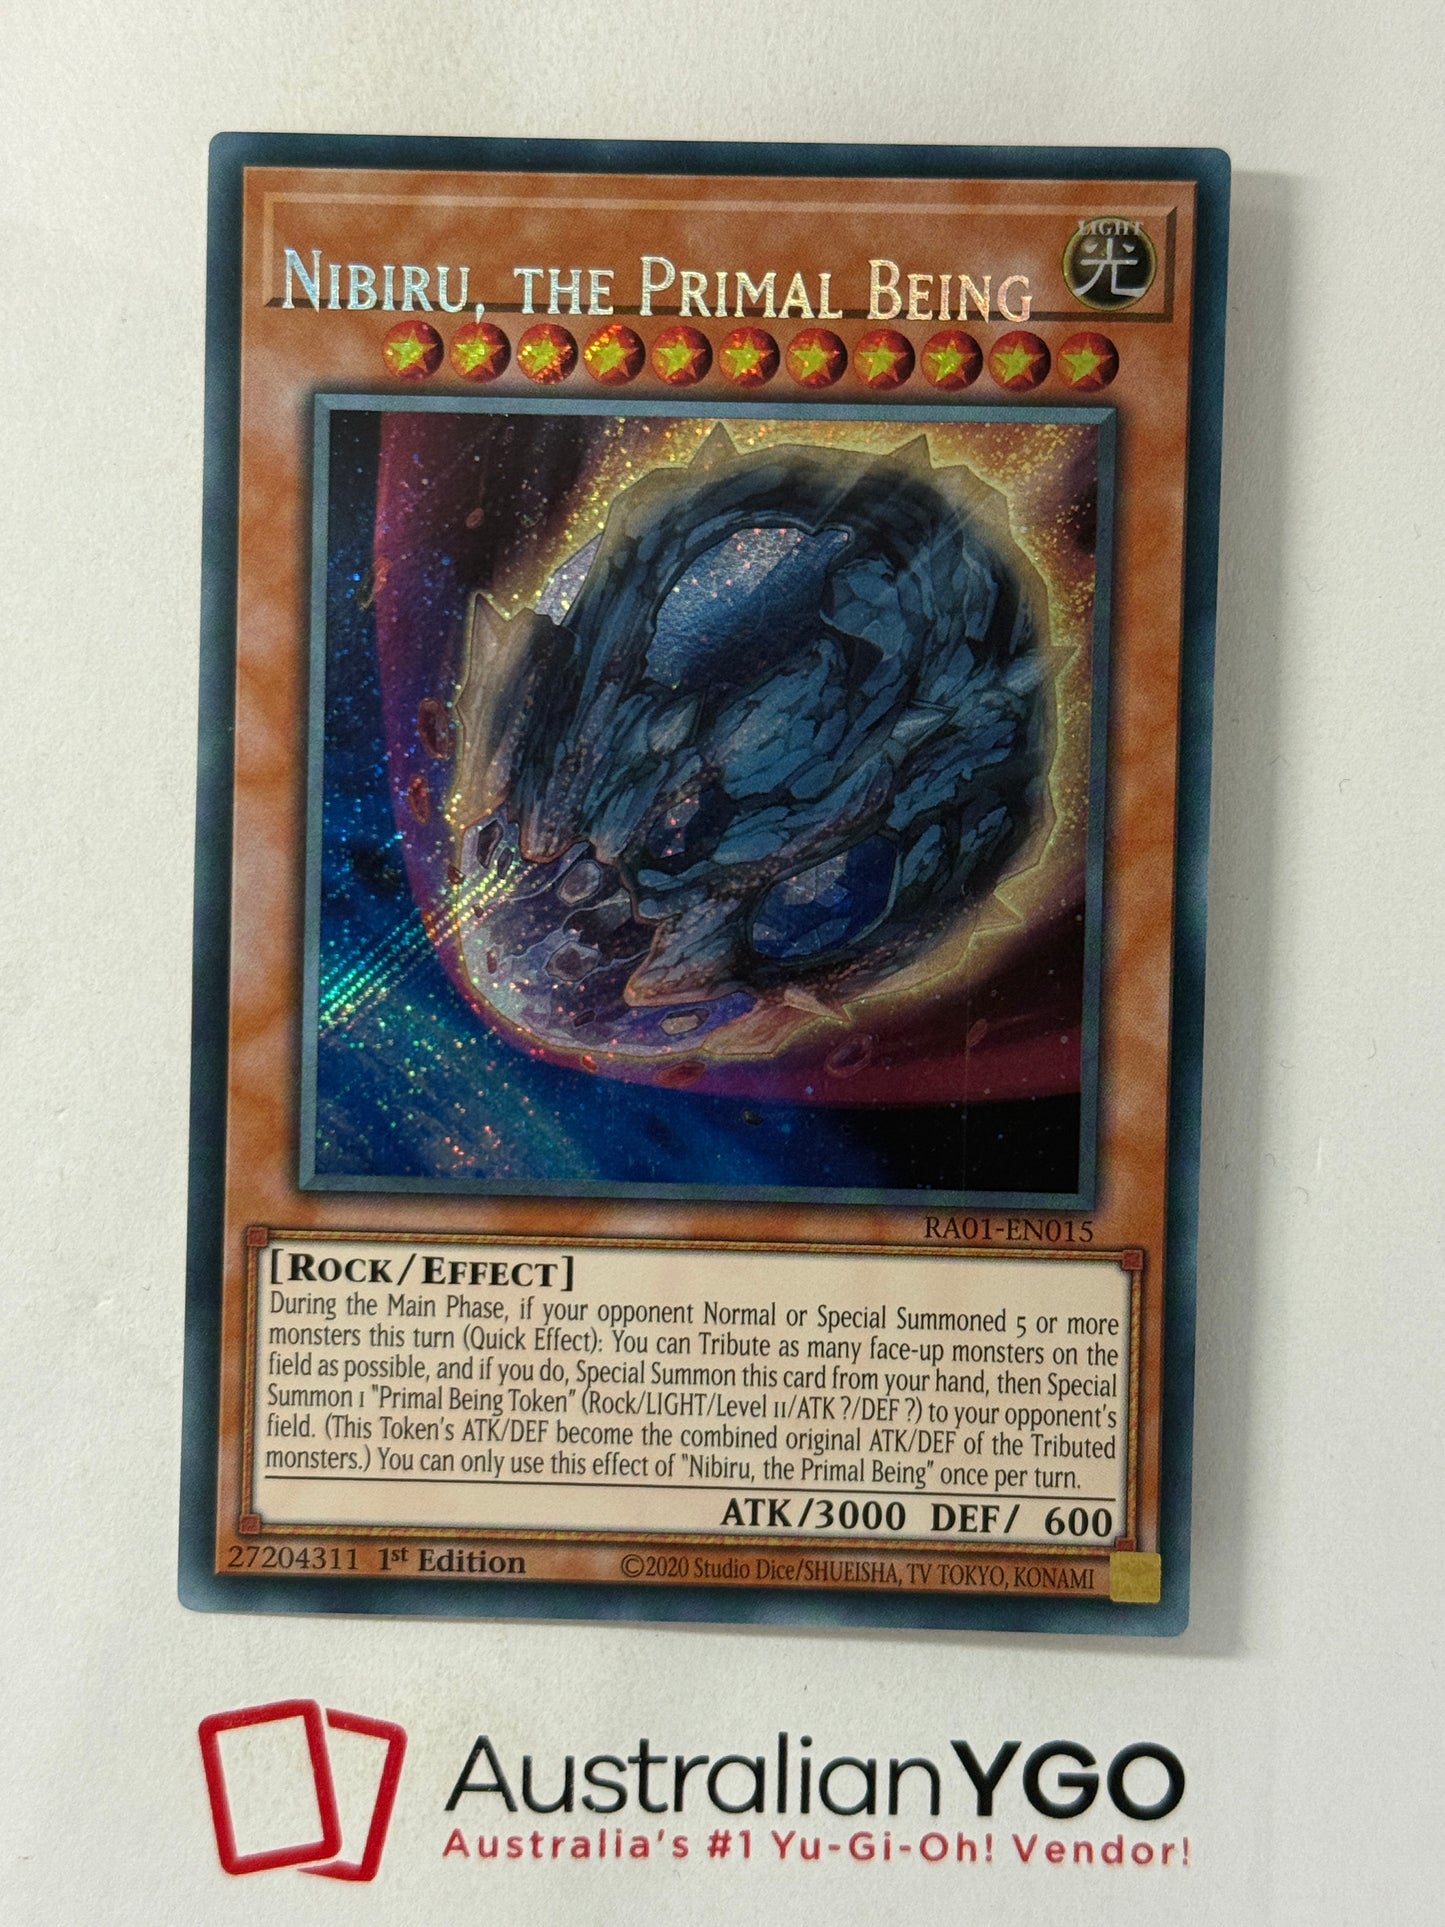 NIBIRU, THE PRIMAL BEING
LIGHT
光
RA01-EN015
[ROCK/EFFECT]
During the Main Phase, if your opponent Normal or Special Summoned 5 or more
monsters this turn (Quick Effect): You can Tribute as many face-up monsters on the
field as possible, and if you do, Special Summon this card from your hand, then Special
Summon 1 "Primal Being Token" (Rock/LIGHT/Level 11/ATK ?/DEF ?) to your opponent's
field. (This Token's ATK/DEF become the combined original ATK/DEF of the Tributed
monsters.) You can only use this effect of "Nibiru, the Primal Being" once per turn.
ATK/3000 DEF/ 600
27204311 1st Edition ©2020 Studio Dice/SHUEISHA, TV TOKYO, KONAMI
AustralianYGO
Australia's #1 Yu-Gi-Oh! Vendor!